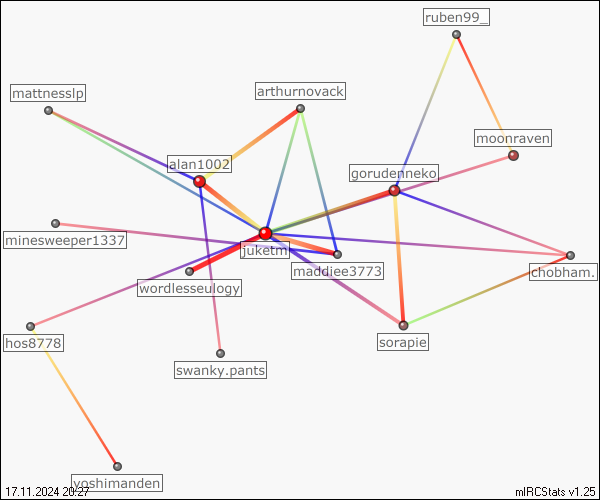 ruben99_
mattnesslp
arthurnovack
moonraven
alan1002
gorudenneko
minesweeper1337
juketm
maddiee3773
chobham.
wordlesseulogy
hos8778
sorapie
swanky.pants
yoshimanden
17.11.2024 20:27
mIRCStats v1.25